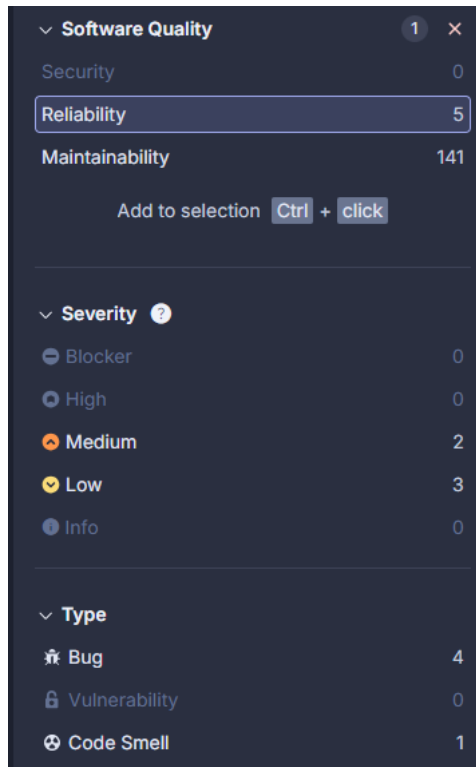 Software Quality 1
Security 0
Reliability 5
Maintainability 141
Add to selection Ctrl + click
Severity ?
Blocker 0
High 0
Medium 2
Low 3
Info 0
Type
Bug 4
Vulnerability 0
Code Smell 1